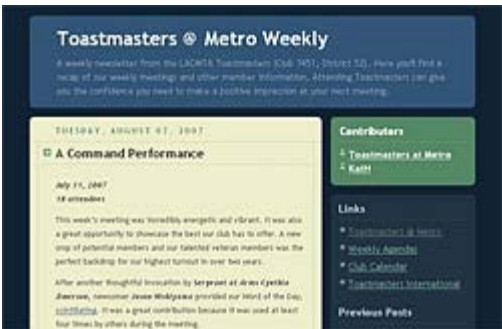 Toastmasters @ Metro Weekly
A weekly newsletter from the LACMTA Toastmasters (Club 3451, District 52). Here you'll find a
recap of our weekly meetings and other member information. Attending Toastmasters can give
you the confidence you need to make a positive impression at your next meeting.
TUESDAY, AUGUST 07, 2007
A Command Performance
July 31, 2007
18 attendees
This week's meeting was incredibly energetic and vibrant. It was also
a great opportunity to showcase the best our club has to offer. A new
crop of potential members and our talented veteran members was the
perfect backdrop for our highest turnout in over two years.
After another thoughtful invocation by Sergeant at Arms Cynthia
newcomer Jesse provided our Word of the Day,
scintillating. It was a great contribution because it was used at least
four times by others during the meeting.
Contributors
Toastmasters at Metro
KatH
Links
Toastmasters @ Metro
Weekly Agendas
Club Calendar
Toastmasters International
Previous Posts